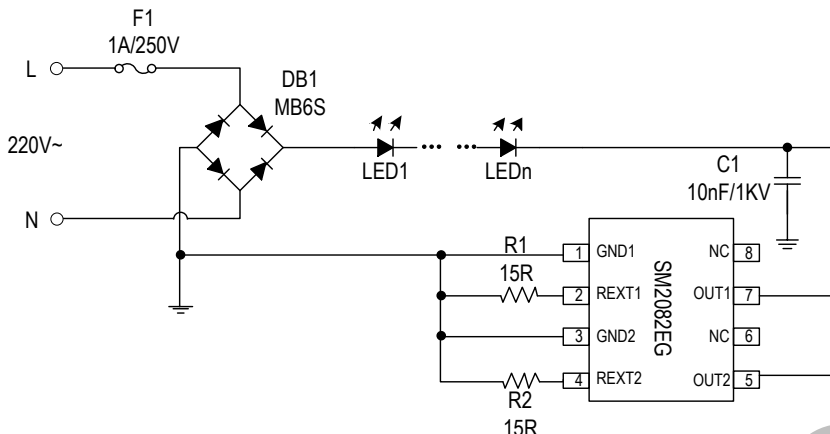 F1
1A/250V
L
DB1
MB6S
220V~
LED1
LEDn
C1
10nF/1KV
N
R1
15R
1 GND1
NC 8
2 REXT1
OUT1 7
SM2082EG
3 GND2
NC 6
4 REXT2
OUT2 5
R2
15R